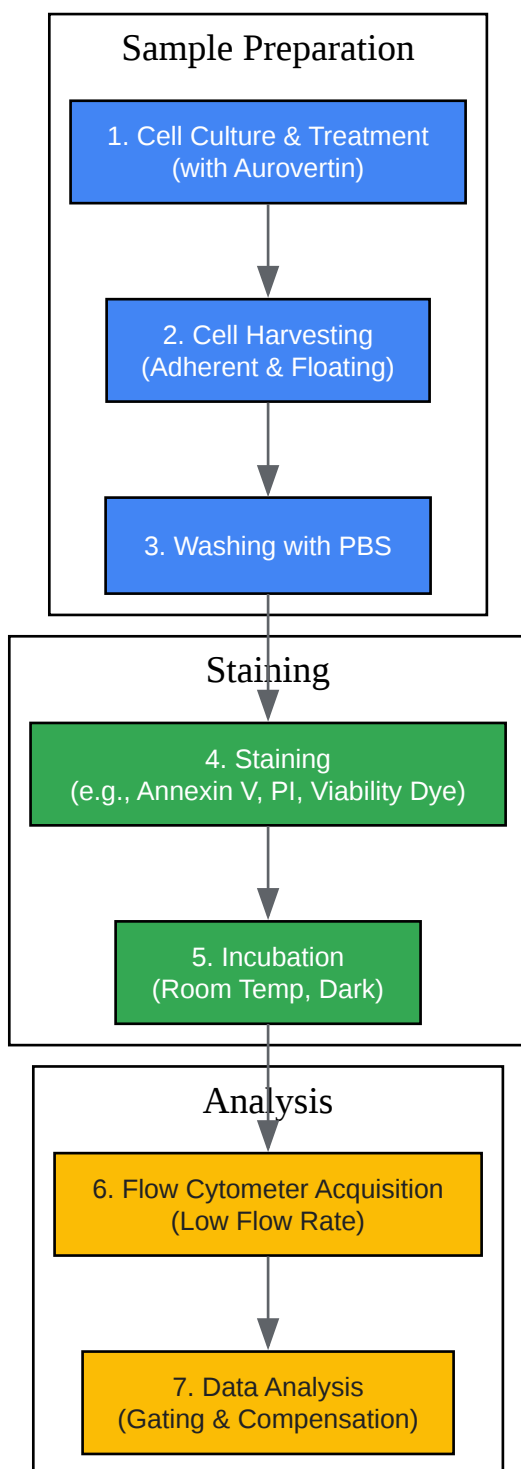 Sample Preparation
1. Cell Culture & Treatment
(with Aurovertin)
2. Cell Harvesting
(Adherent & Floating)
3. Washing with PBS
Staining
4. Staining
(e.g., Annexin V, PI, Viability Dye)
5. Incubation
(Room Temp, Dark)
Analysis
6. Flow Cytometer Acquisition
(Low Flow Rate)
7. Data Analysis
(Gating & Compensation)